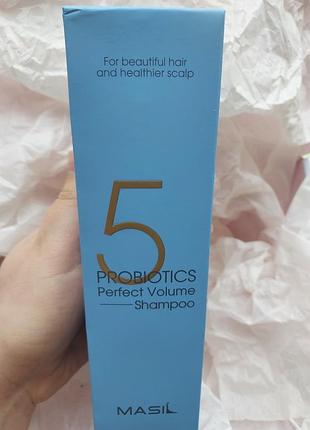 For beautiful hair
and healthier scalp
5
PROBIOTICS
Perfect Volume
Shampoo
MASIL